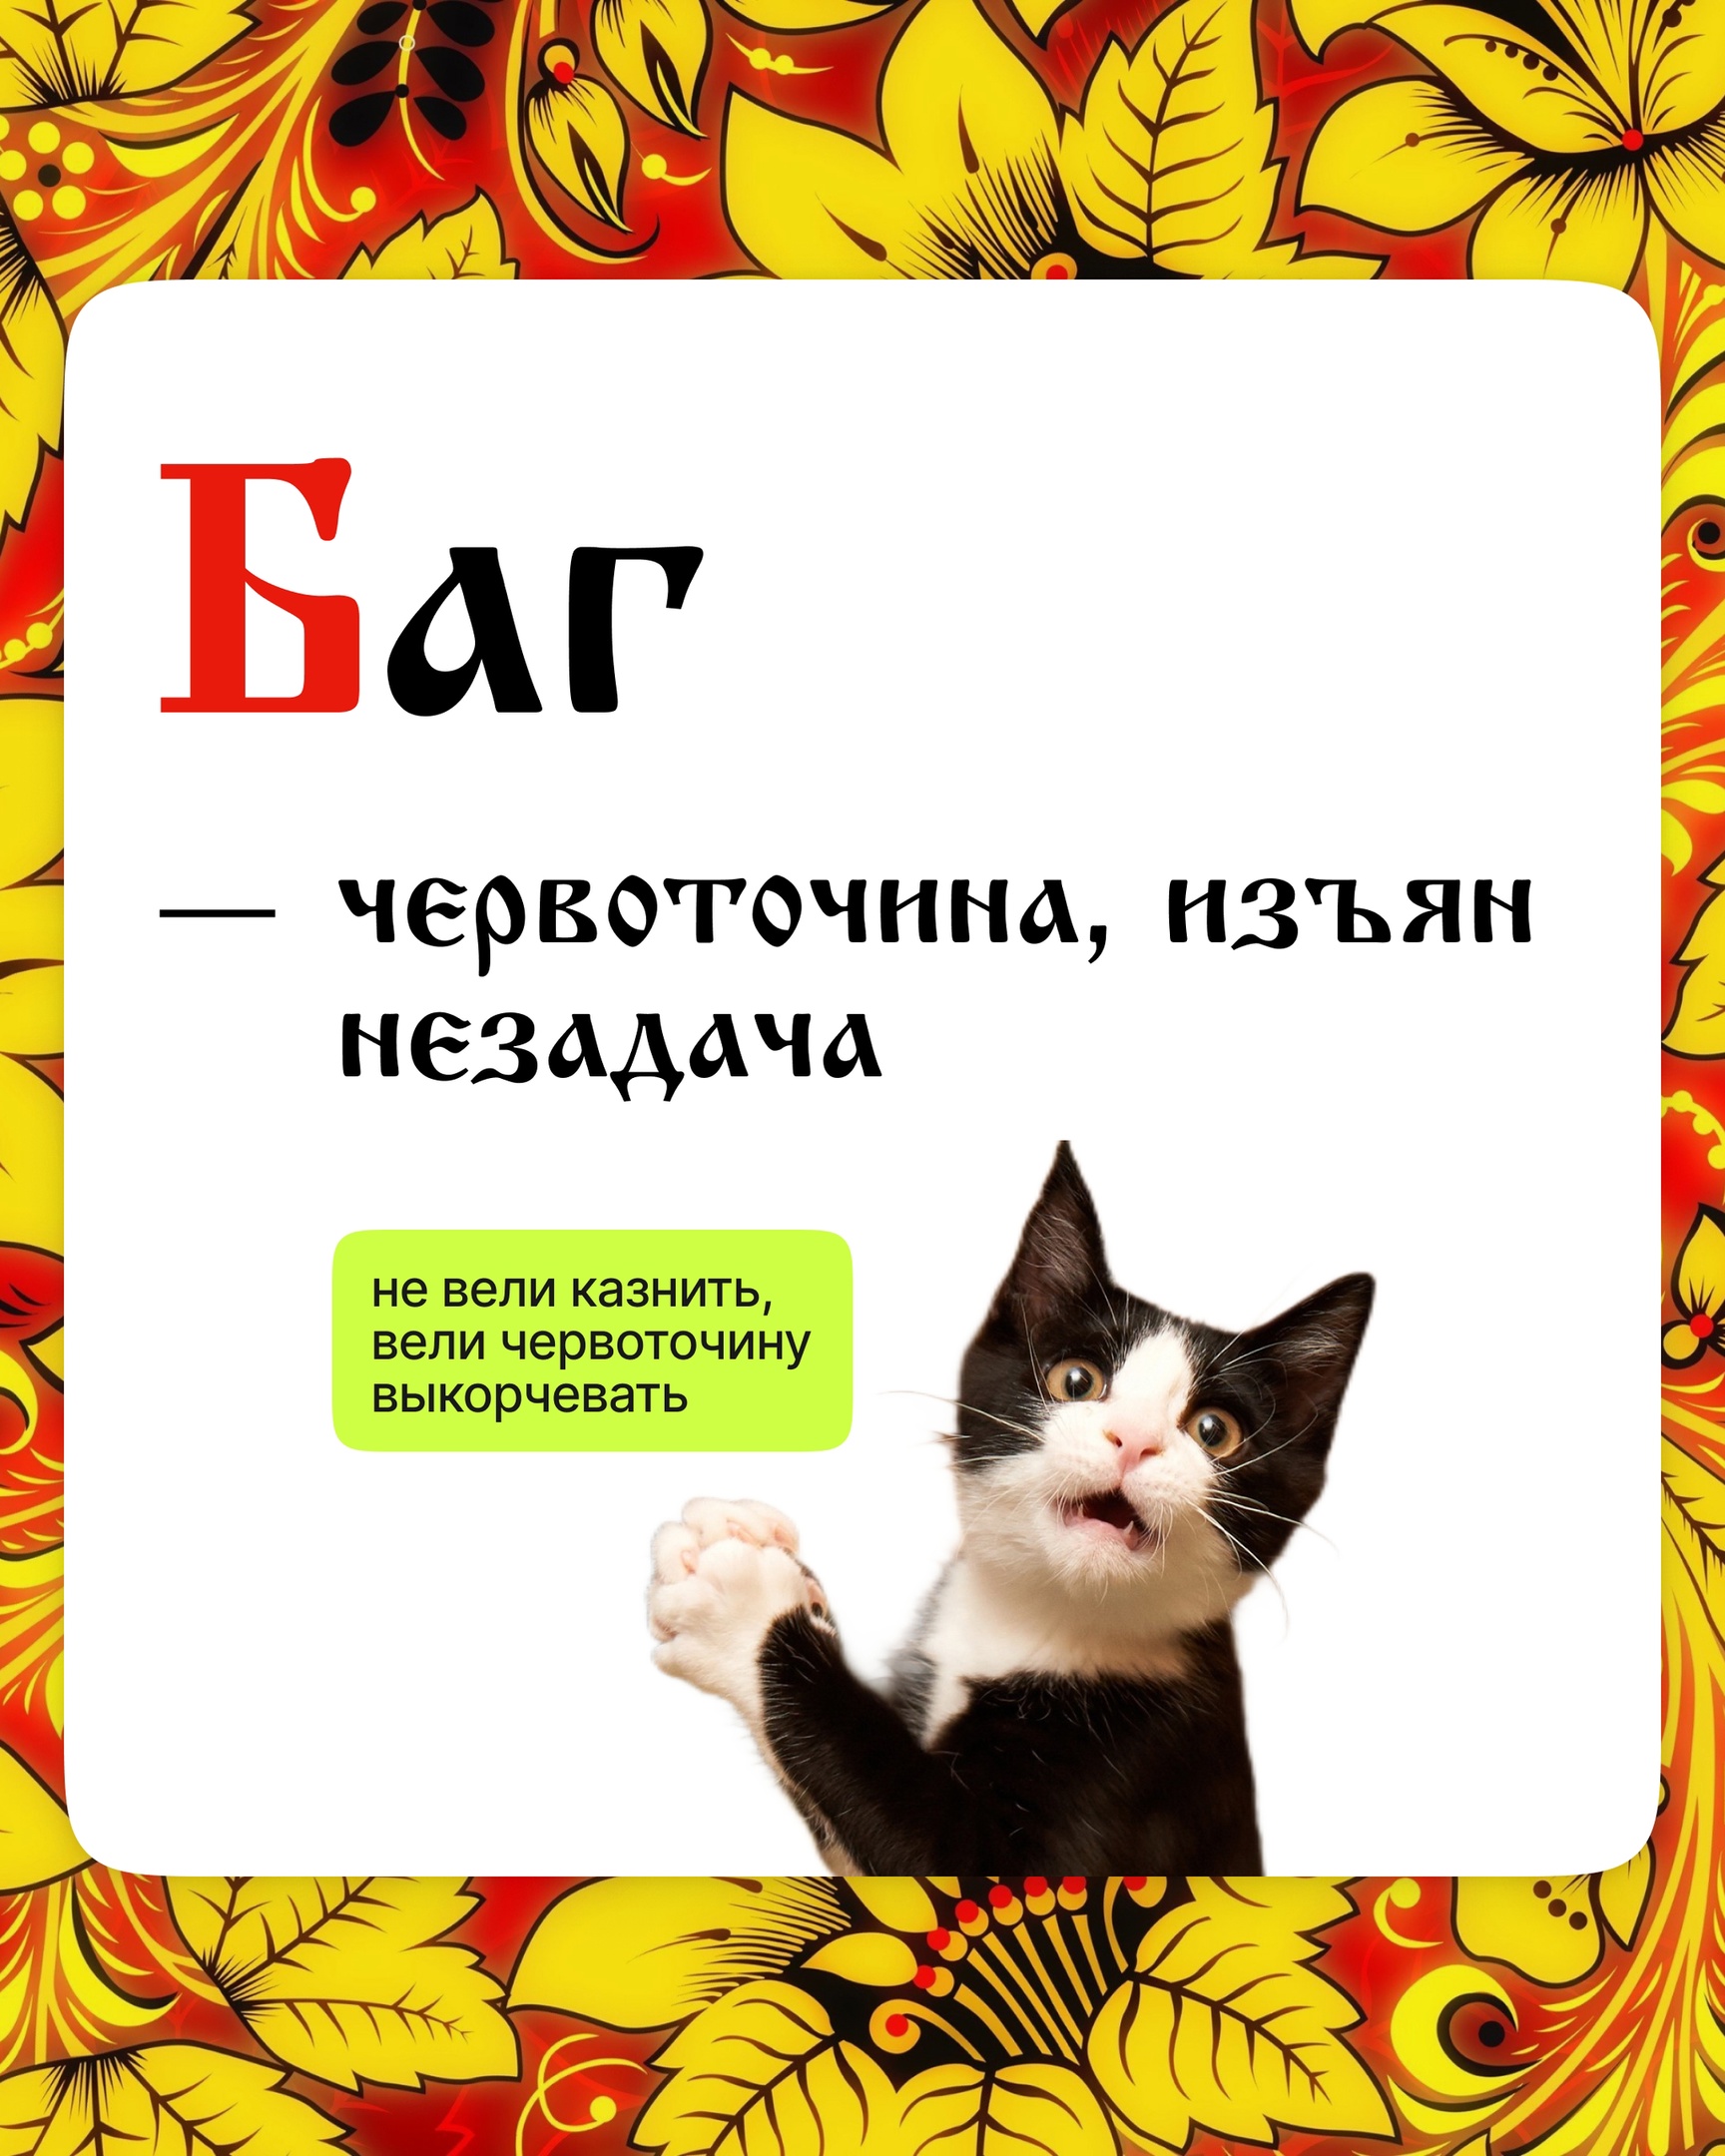 Баг
— червоточина, изъян
незадача
не вели казнить,
вели червоточину
выкорчевать